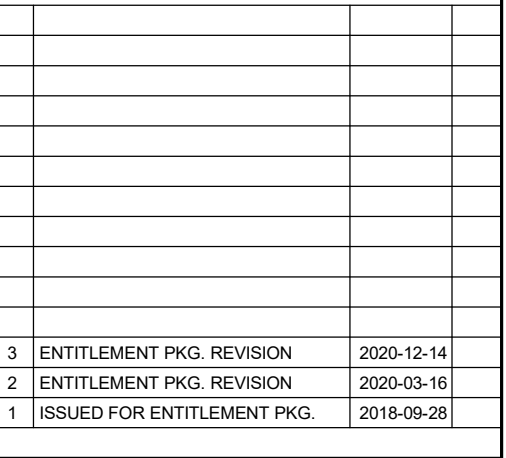 3 ENTITLEMENT PKG. REVISION 2020-12-14
2 ENTITLEMENT PKG. REVISION 2020-03-16
1 ISSUED FOR ENTITLEMENT PKG. 2018-09-28